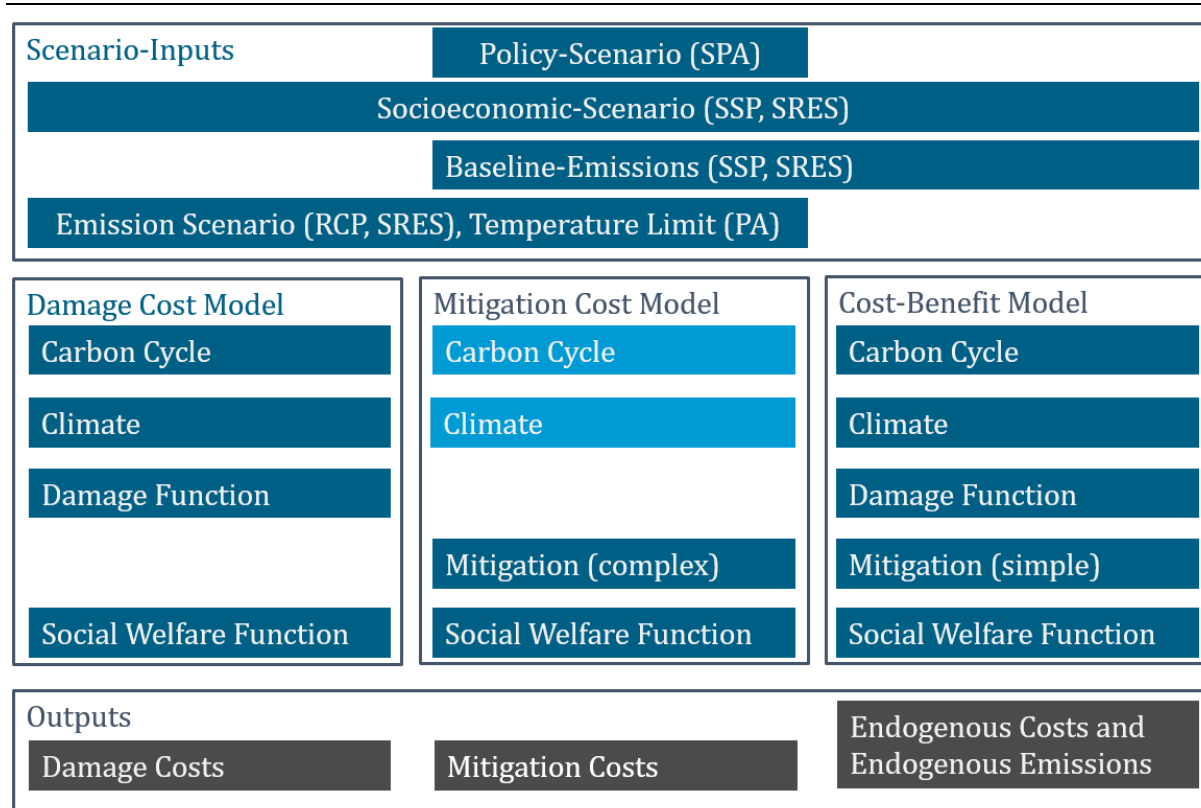 Scenario-Inputs
Policy-Scenario (SPA)
Socioeconomic-Scenario (SSP, SRES)
Baseline-Emissions (SSP, SRES)
Emission Scenario (RCP, SRES), Temperature Limit (PA)
Damage Cost Model
Carbon Cycle
Climate
Damage Function
Social Welfare Function
Mitigation Cost Model
Carbon Cycle
Climate
Mitigation (complex)
Social Welfare Function
Cost-Benefit Model
Carbon Cycle
Climate
Damage Function
Mitigation (simple)
Social Welfare Function
Outputs
Damage Costs
Mitigation Costs
Endogenous Costs and
Endogenous Emissions